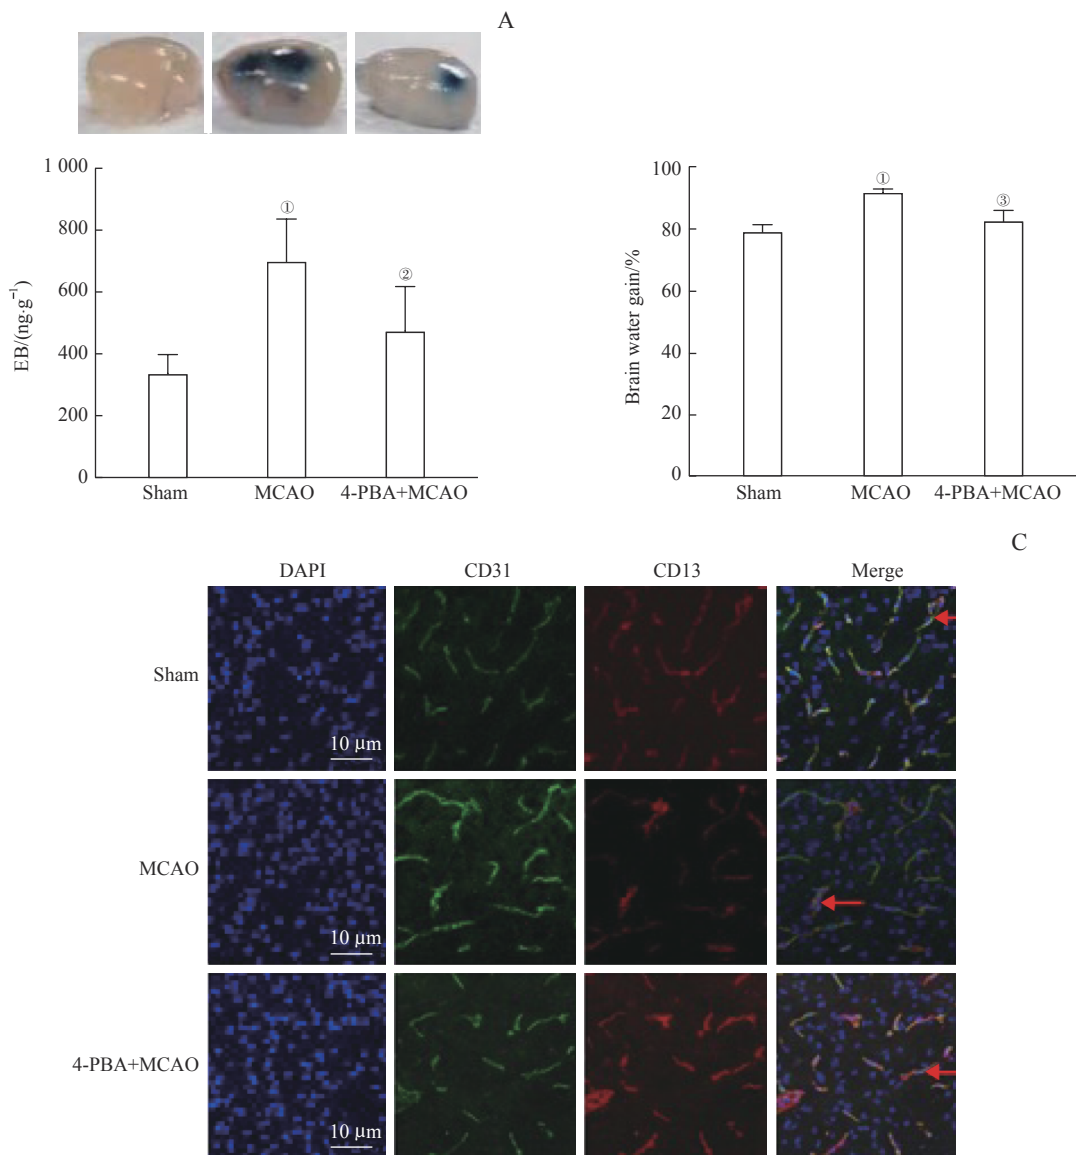 A
1 000
800
600
400
200
0
EB/(ng·g⁻¹)
①
②
Sham MCAO 4-PBA+MCAO
100
80
60
40
20
0
Brain water gain/%
①
③
Sham MCAO 4-PBA+MCAO
C
DAPI CD31 CD13 Merge
Sham
10 μm
MCAO
10 μm
4-PBA+MCAO
10 μm